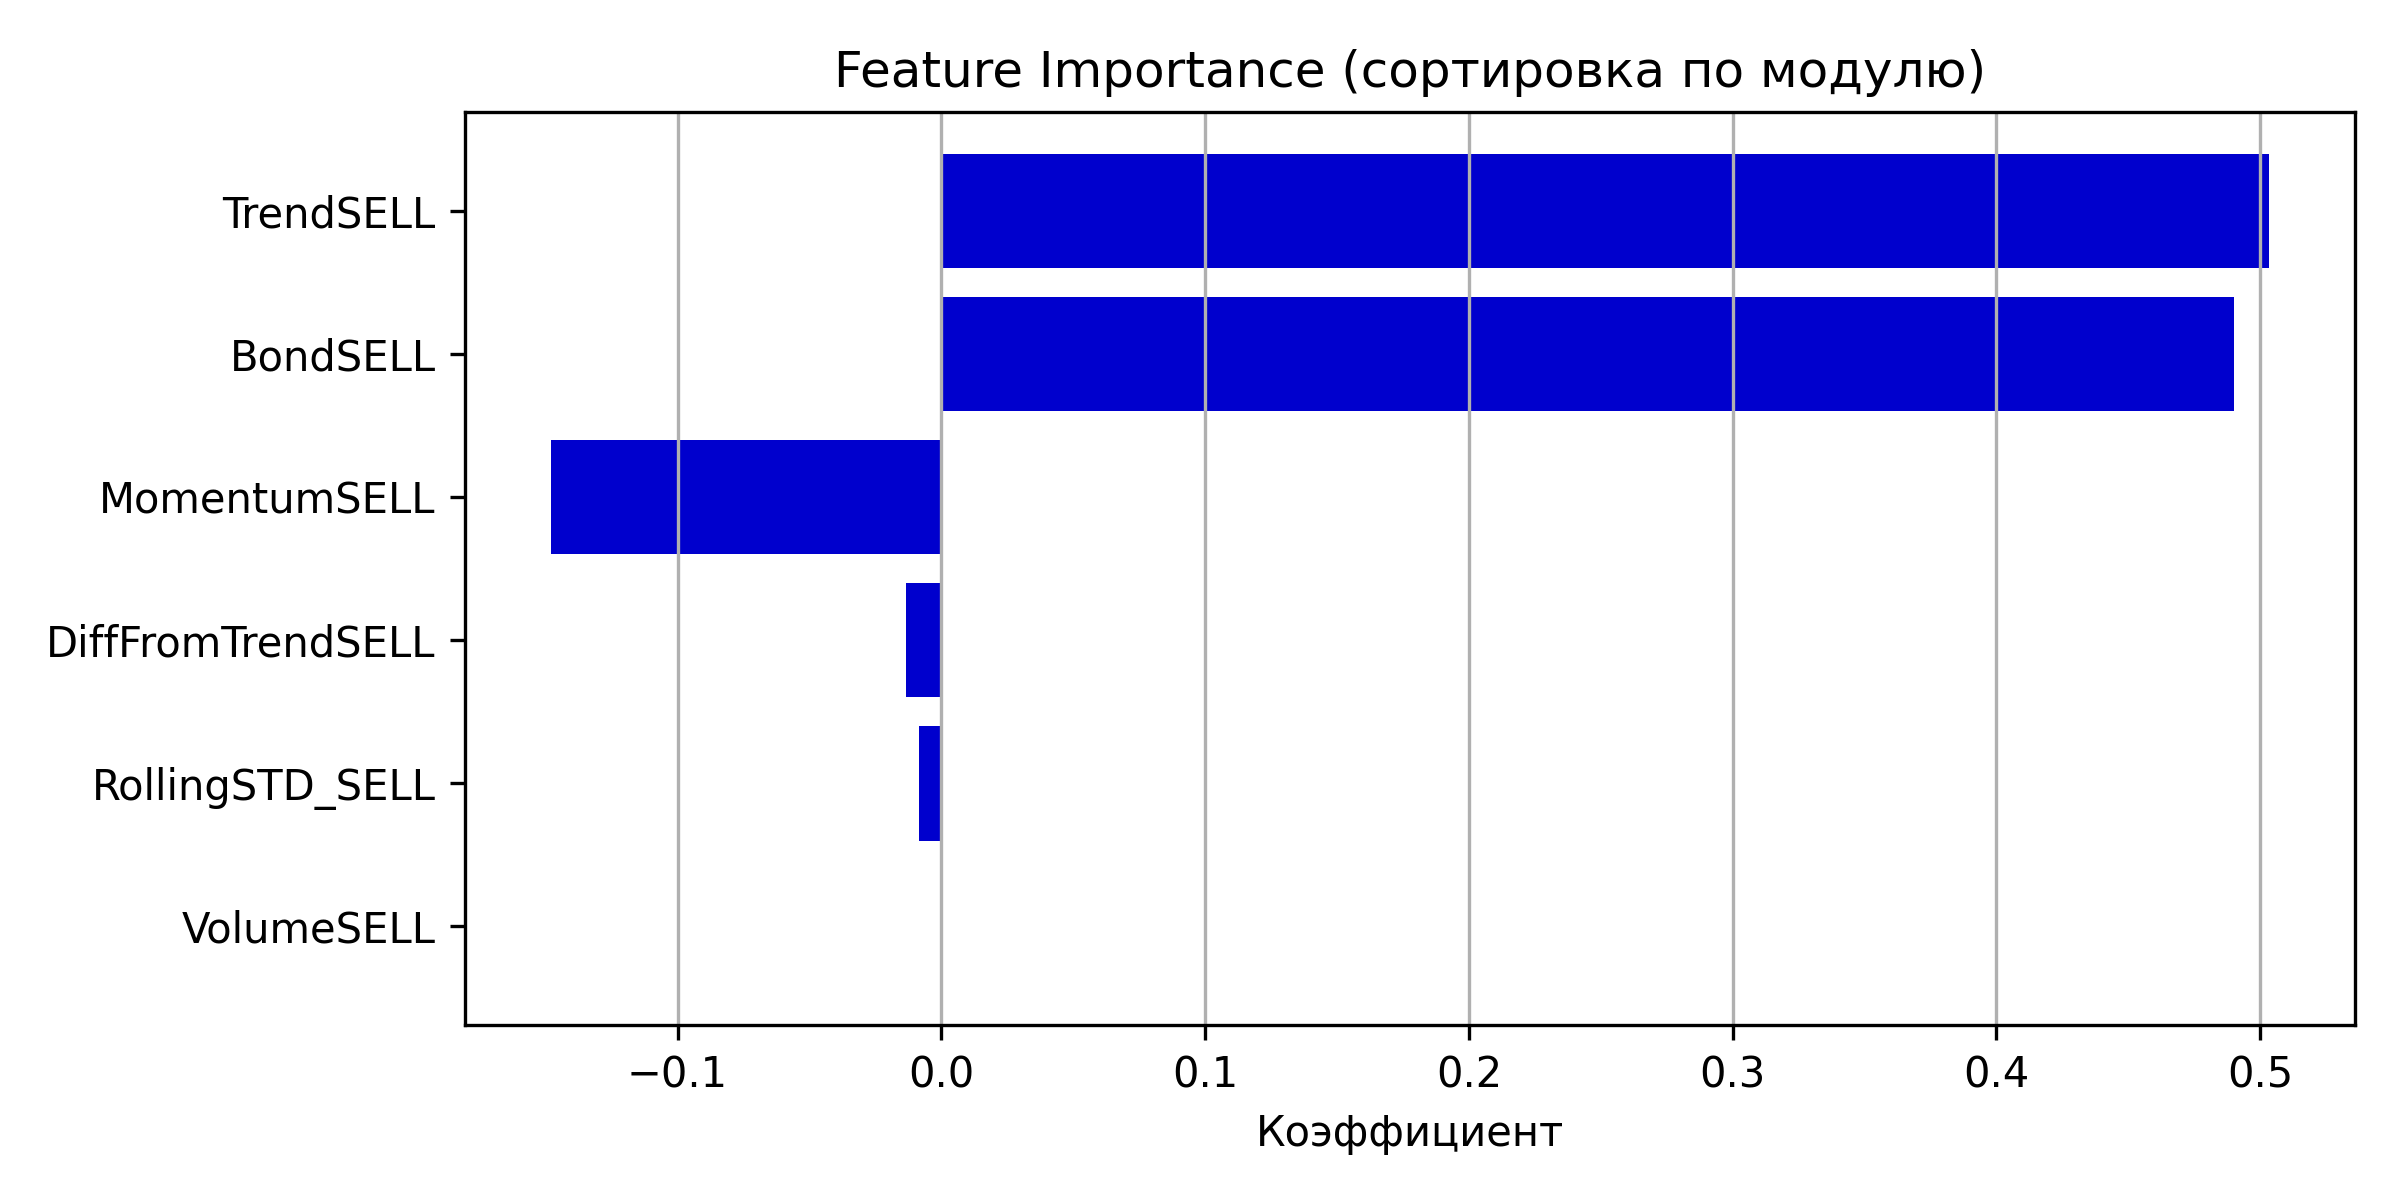 Feature Importance (сортировка по модулю)
TrendSELL
BondSELL
MomentumSELL
DiffFromTrendSELL
RollingSTD_SELL
VolumeSELL
−0.1 0.0 0.1 0.2 0.3 0.4 0.5
Коэффициент